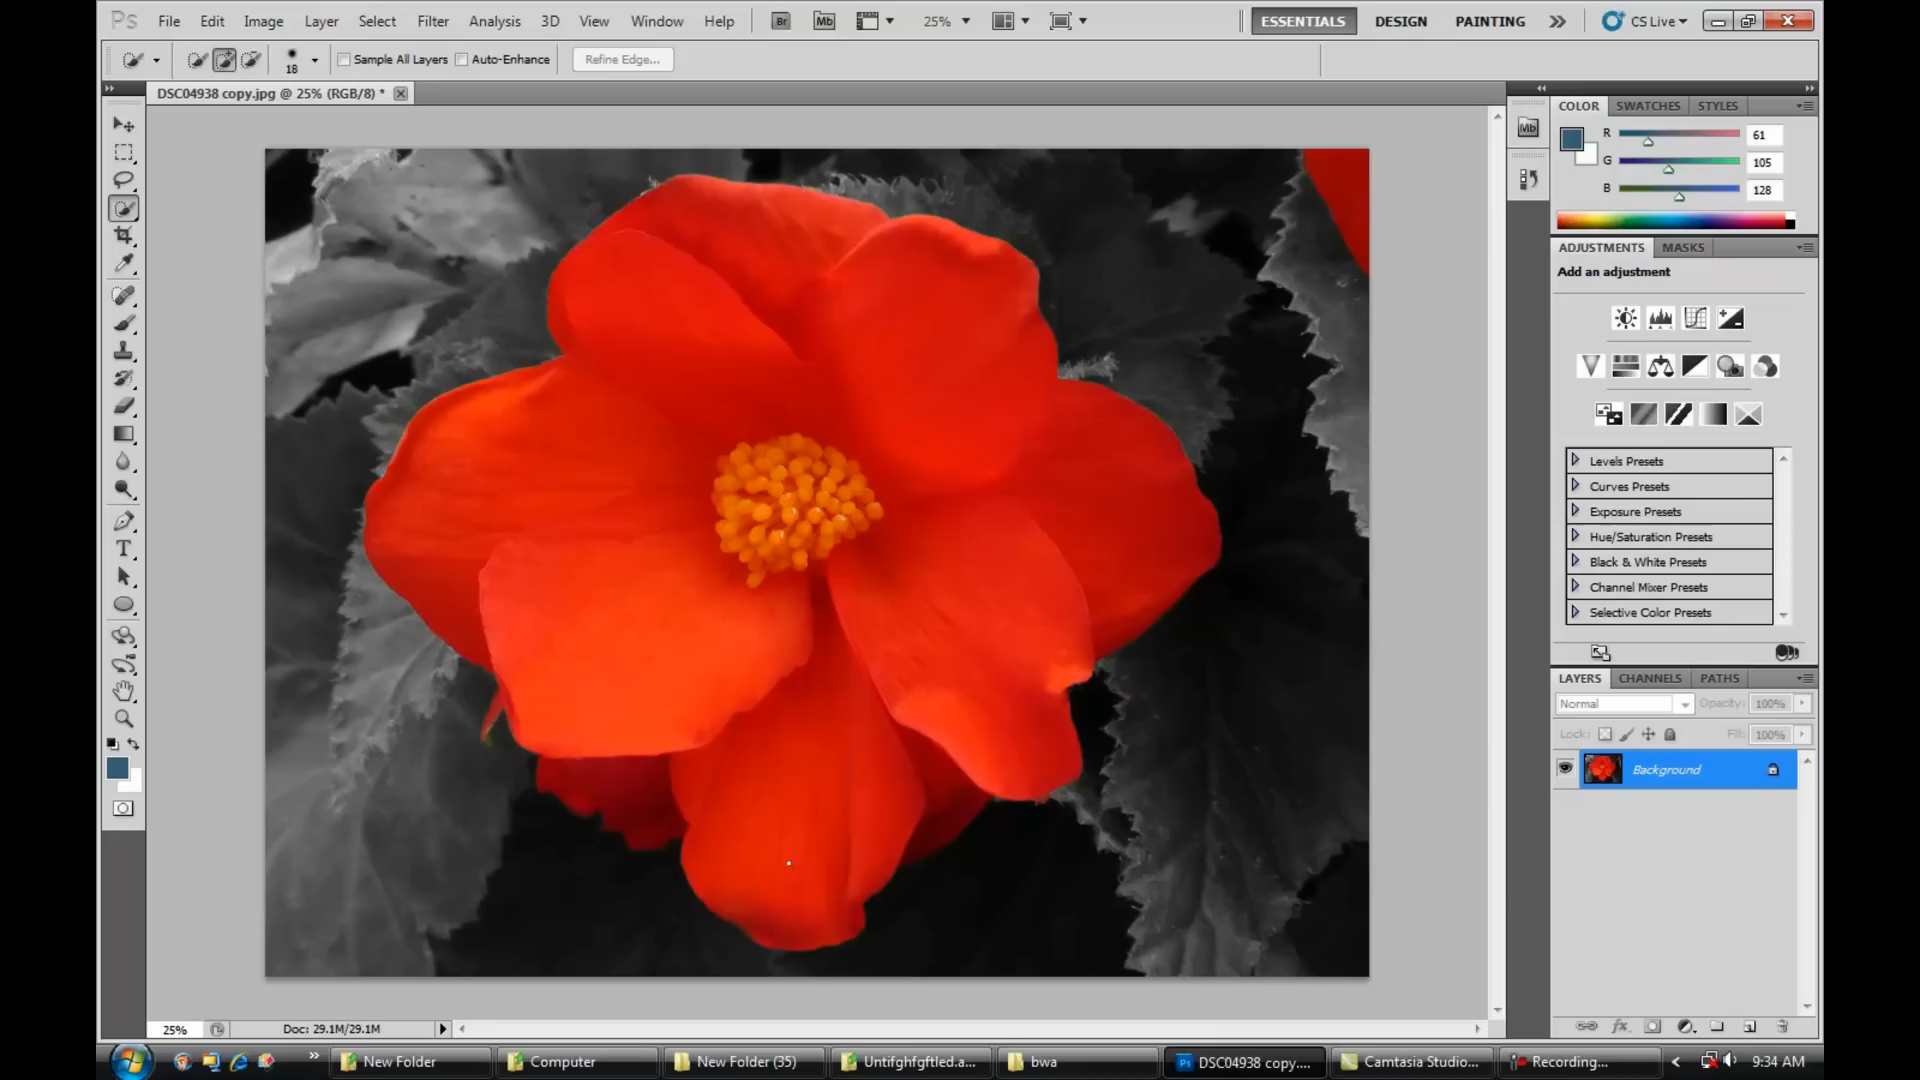 Ps File Edit Image Layer Select Filter Analysis 3D View Window Help Br Mb 25% ESSENTIALS DESIGN PAINTING CS Live
18 Sample All Layers Auto-Enhance Refine Edge...
DSC04938 copy.jpg @ 25% (RGB/8) *
Mb
COLOR SWATCHES STYLES
R 61
G 105
B 128
ADJUSTMENTS MASKS
Add an adjustment
Levels Presets
Curves Presets
Exposure Presets
Hue/Saturation Presets
Black & White Presets
Channel Mixer Presets
Selective Color Presets
LAYERS CHANNELS PATHS
Normal Opacity: 100%
Lock: Fill: 100%
Background
25% Doc: 29.1M/29.1M
New Folder Computer New Folder (35) Untifghfgftled.a... bwa Ps DSC04938 copy.... Camtasia Studio... Recording... 9:34 AM